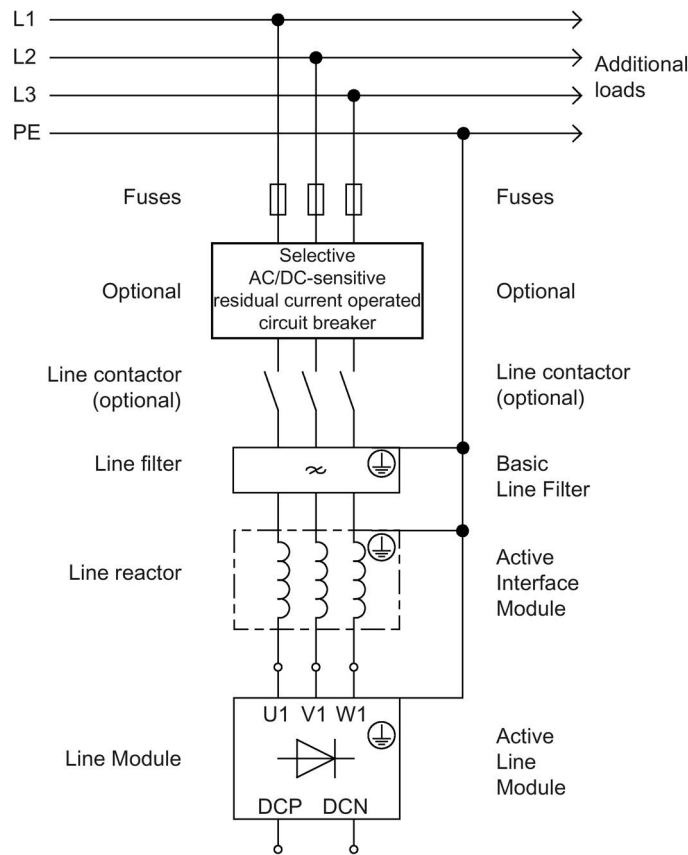 L1
L2
L3
PE
Additional
loads
Fuses
Fuses
Selective
AC/DC-sensitive
residual current operated
circuit breaker
Optional
Optional
Line contactor
(optional)
Line contactor
(optional)
Line filter
Basic
Line Filter
Line reactor
Active
Interface
Module
U1 V1 W1
Line Module
Active
Line
Module
DCP DCN